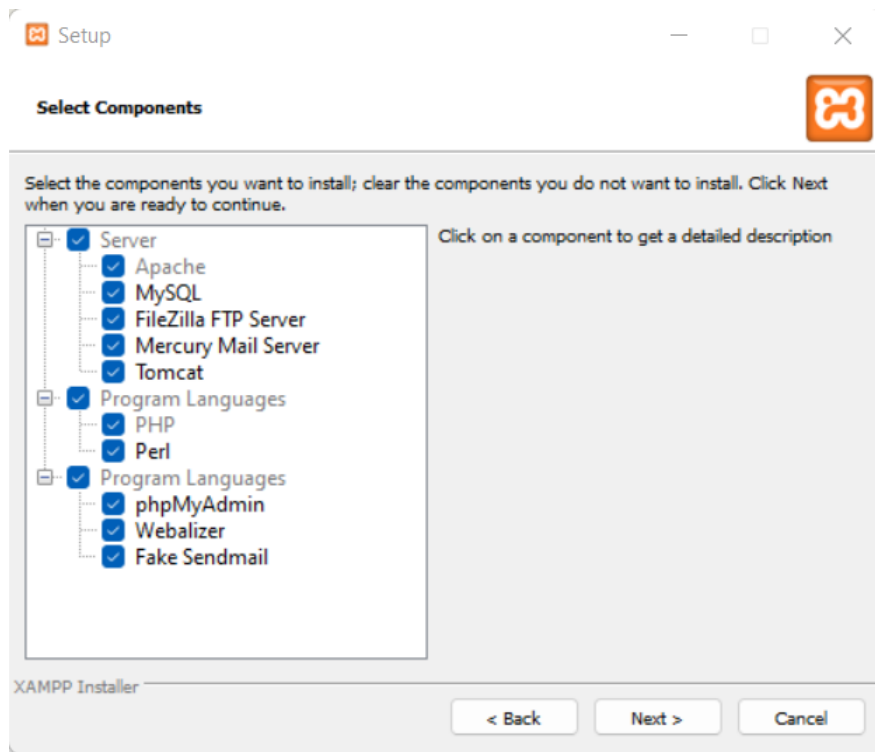 Setup
Select Components
Select the components you want to install; clear the components you do not want to install. Click Next
when you are ready to continue.
Server
Apache
MySQL
FileZilla FTP Server
Mercury Mail Server
Tomcat
Program Languages
PHP
Perl
Program Languages
phpMyAdmin
Webalizer
Fake Sendmail
Click on a component to get a detailed description
XAMPP Installer
< Back
Next >
Cancel